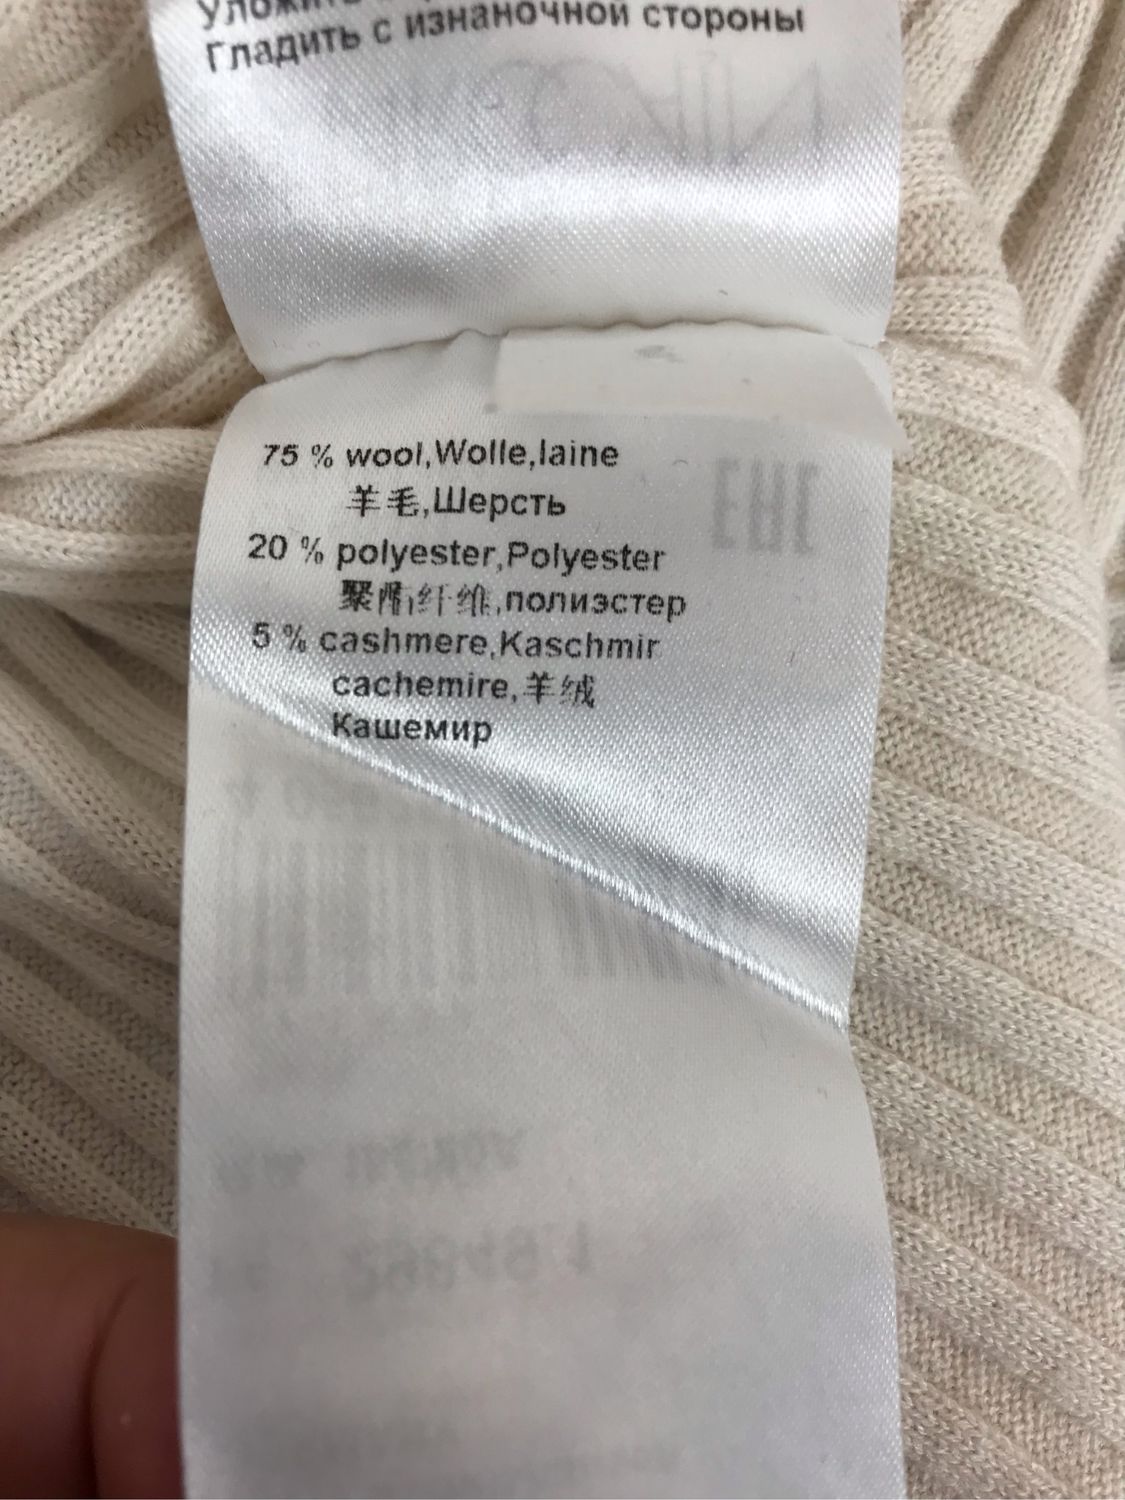 Уложить
Гладить с изнаночной стороны
75 % wool,Wolle,laine
羊毛,Шерсть
20 % polyester,Polyester
聚酯纤维,полиэстер
5 % cashmere,Kaschmir
cachemire,羊绒
Кашемир